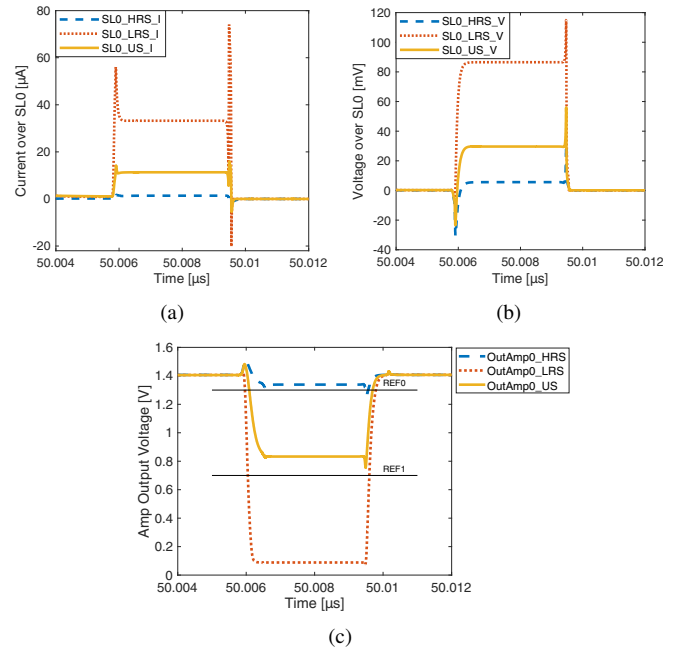 SL0_HRS_I
SL0_LRS_I
SL0_US_I
Current over SL0 [µA]
80
60
40
20
0
-20
50.004
50.006
50.008
50.01
50.012
Time [µs]
(a)
SL0_HRS_V
SL0_LRS_V
SL0_US_V
Voltage over SL0 [mV]
120
100
80
60
40
20
0
-20
-40
50.004
50.006
50.008
50.01
50.012
Time [µs]
(b)
OutAmp0_HRS
OutAmp0_LRS
OutAmp0_US
Amp Output Voltage [V]
1.6
1.4
1.2
1
0.8
0.6
0.4
0.2
0
REF0
REF1
50.004
50.006
50.008
50.01
50.012
Time [µs]
(c)